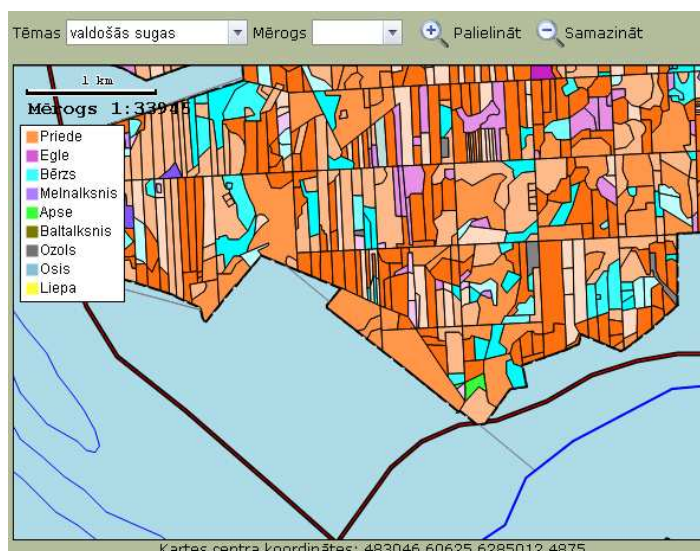 Tēmas valdošās sugas Mērogs Palielināt Samazināt
1 km
Mērogs 1:33945
Priede
Egle
Bērzs
Melnalksnis
Apse
Baltalksnis
Ozols
Osis
Liepa
Kartes centra koordinātes: 483046.60625,6285012.4875